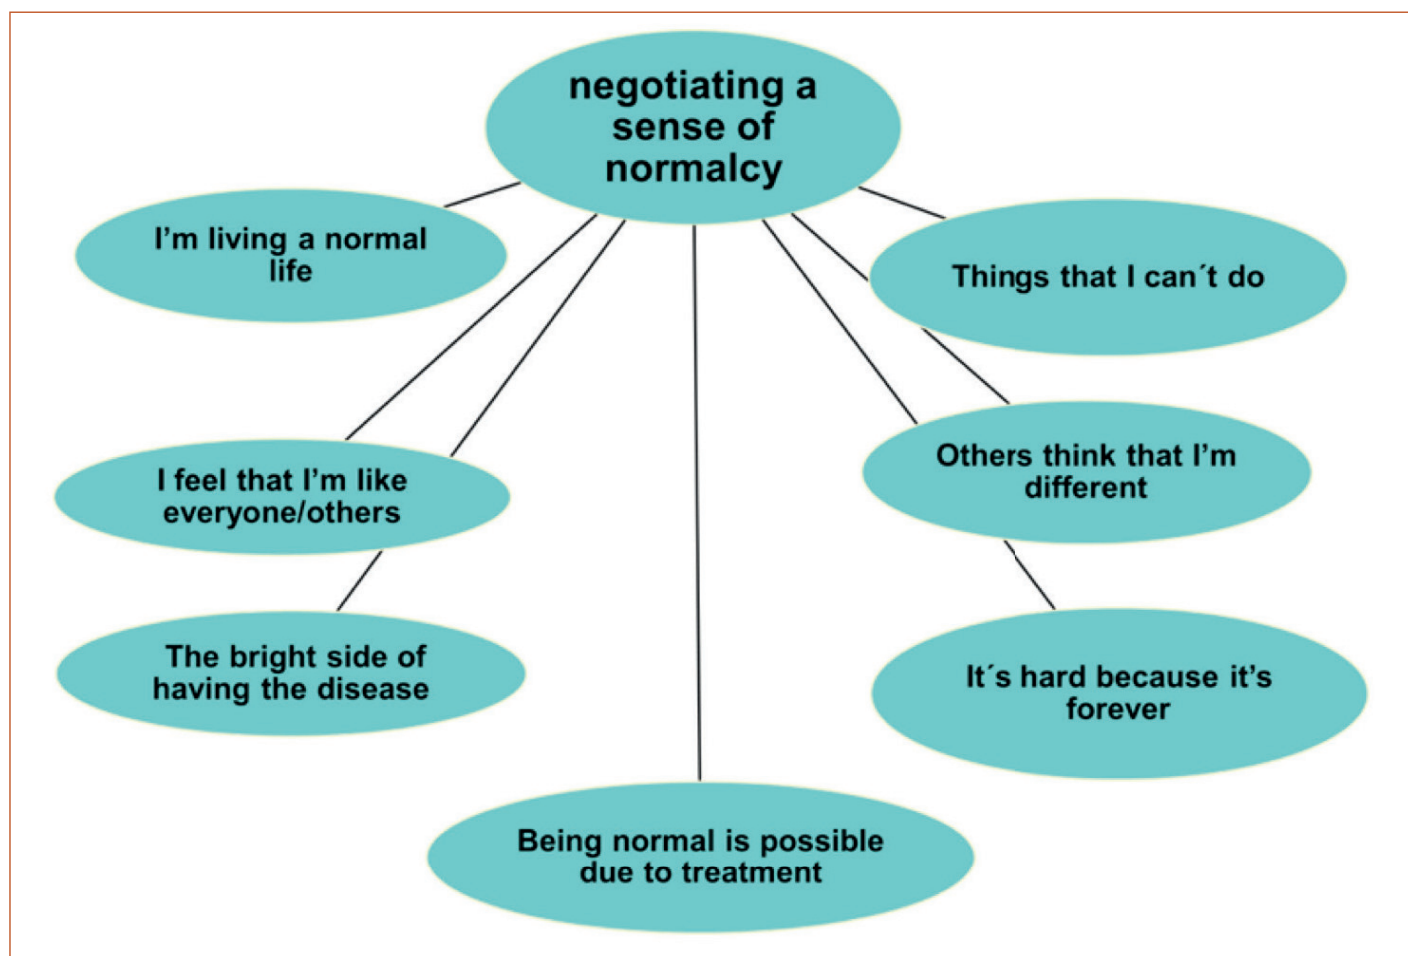 negotiating a
sense of
normalcy
I’m living a normal
life
Things that I can´t do
I feel that I’m like
everyone/others
Others think that I’m
different
The bright side of
having the disease
It´s hard because it’s
forever
Being normal is possible
due to treatment